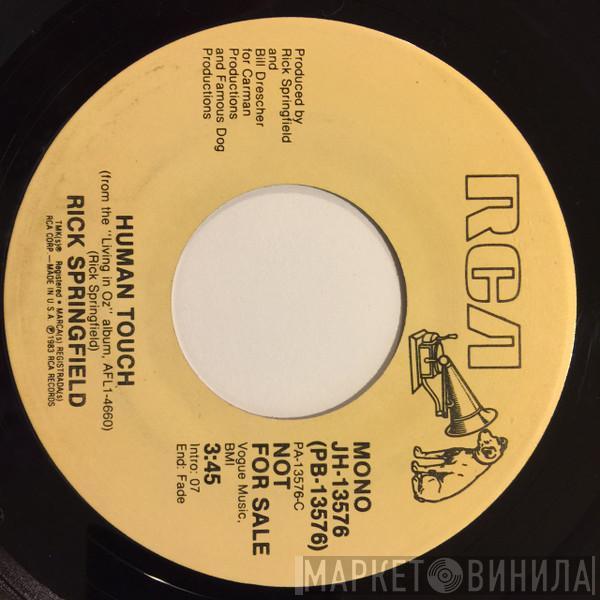 RCA
Produced by
Rick Springfield
and
Bill Drescher
for Carman
Productions
and Famous Dog
Productions
MONO
JH-13576
(PB-13576)
PA-13576-C
NOT
FOR SALE
Vogue Music,
BMI
3:45
Intro: 07
End: Fade
HUMAN TOUCH
(from the "Living in Oz" album, AFL1-4660)
(Rick Springfield)
RICK SPRINGFIELD
TMK(s)® Registered • MARCA(s) REGISTRADA(s)
RCA CORP—MADE IN U S A ℗1983 RCA RECORDS
МАРКЕТ ВИНИЛА